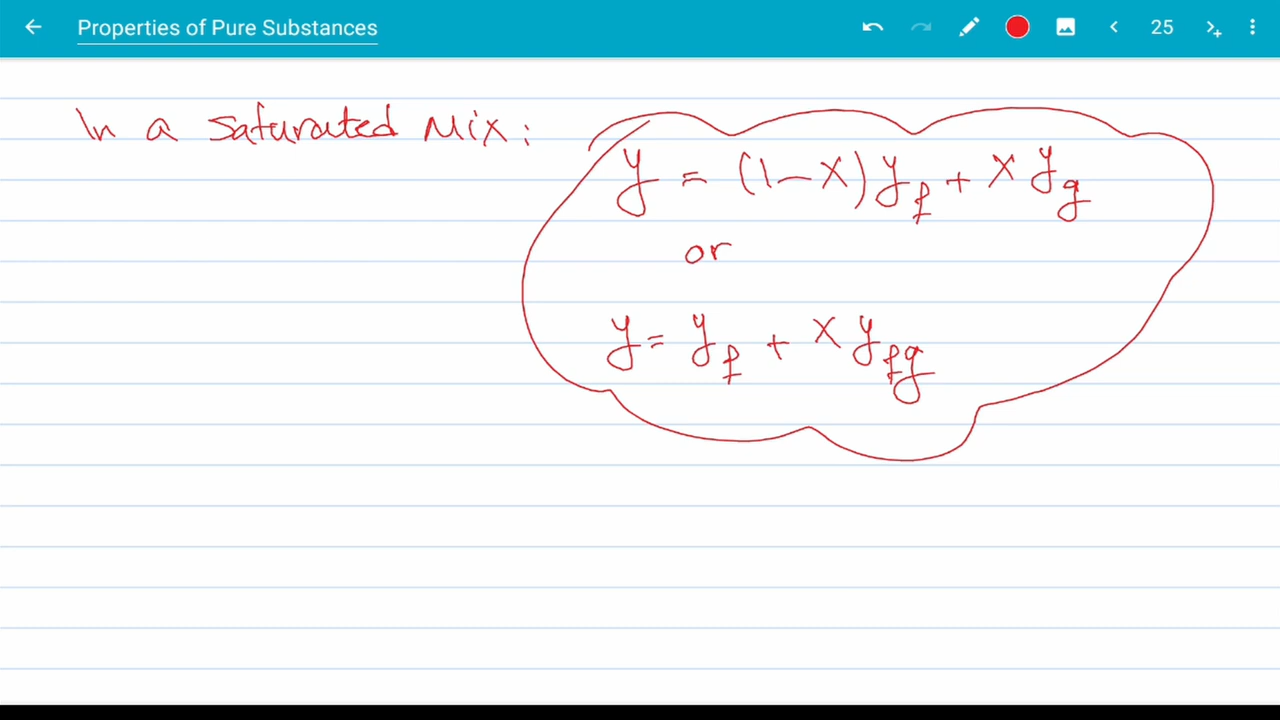 Properties of Pure Substances
25
In a saturated Mix:
y = (1-x)y_f + x y_g
or
y = y_f + x y_fg